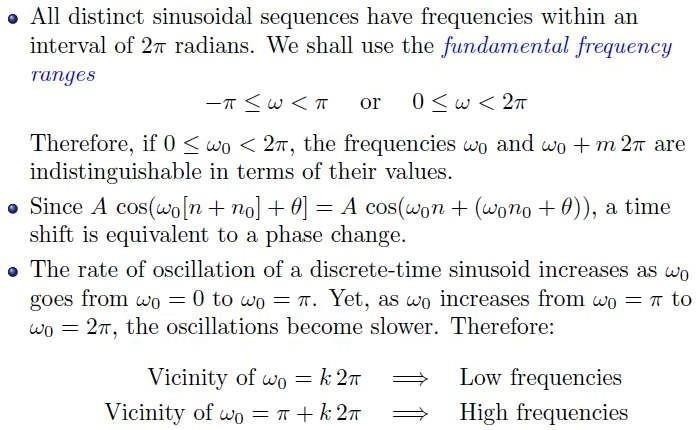 • All distinct sinusoidal sequences have frequencies within an
interval of 2π radians. We shall use the fundamental frequency
ranges
−π ≤ ω < π or 0 ≤ ω < 2π
Therefore, if 0 ≤ ω₀ < 2π, the frequencies ω₀ and ω₀ + m 2π are
indistinguishable in terms of their values.
• Since A cos(ω₀[n + n₀] + θ] = A cos(ω₀n + (ω₀n₀ + θ)), a time
shift is equivalent to a phase change.
• The rate of oscillation of a discrete-time sinusoid increases as ω₀
goes from ω₀ = 0 to ω₀ = π. Yet, as ω₀ increases from ω₀ = π to
ω₀ = 2π, the oscillations become slower. Therefore:
Vicinity of ω₀ = k 2π ⟹ Low frequencies
Vicinity of ω₀ = π + k 2π ⟹ High frequencies